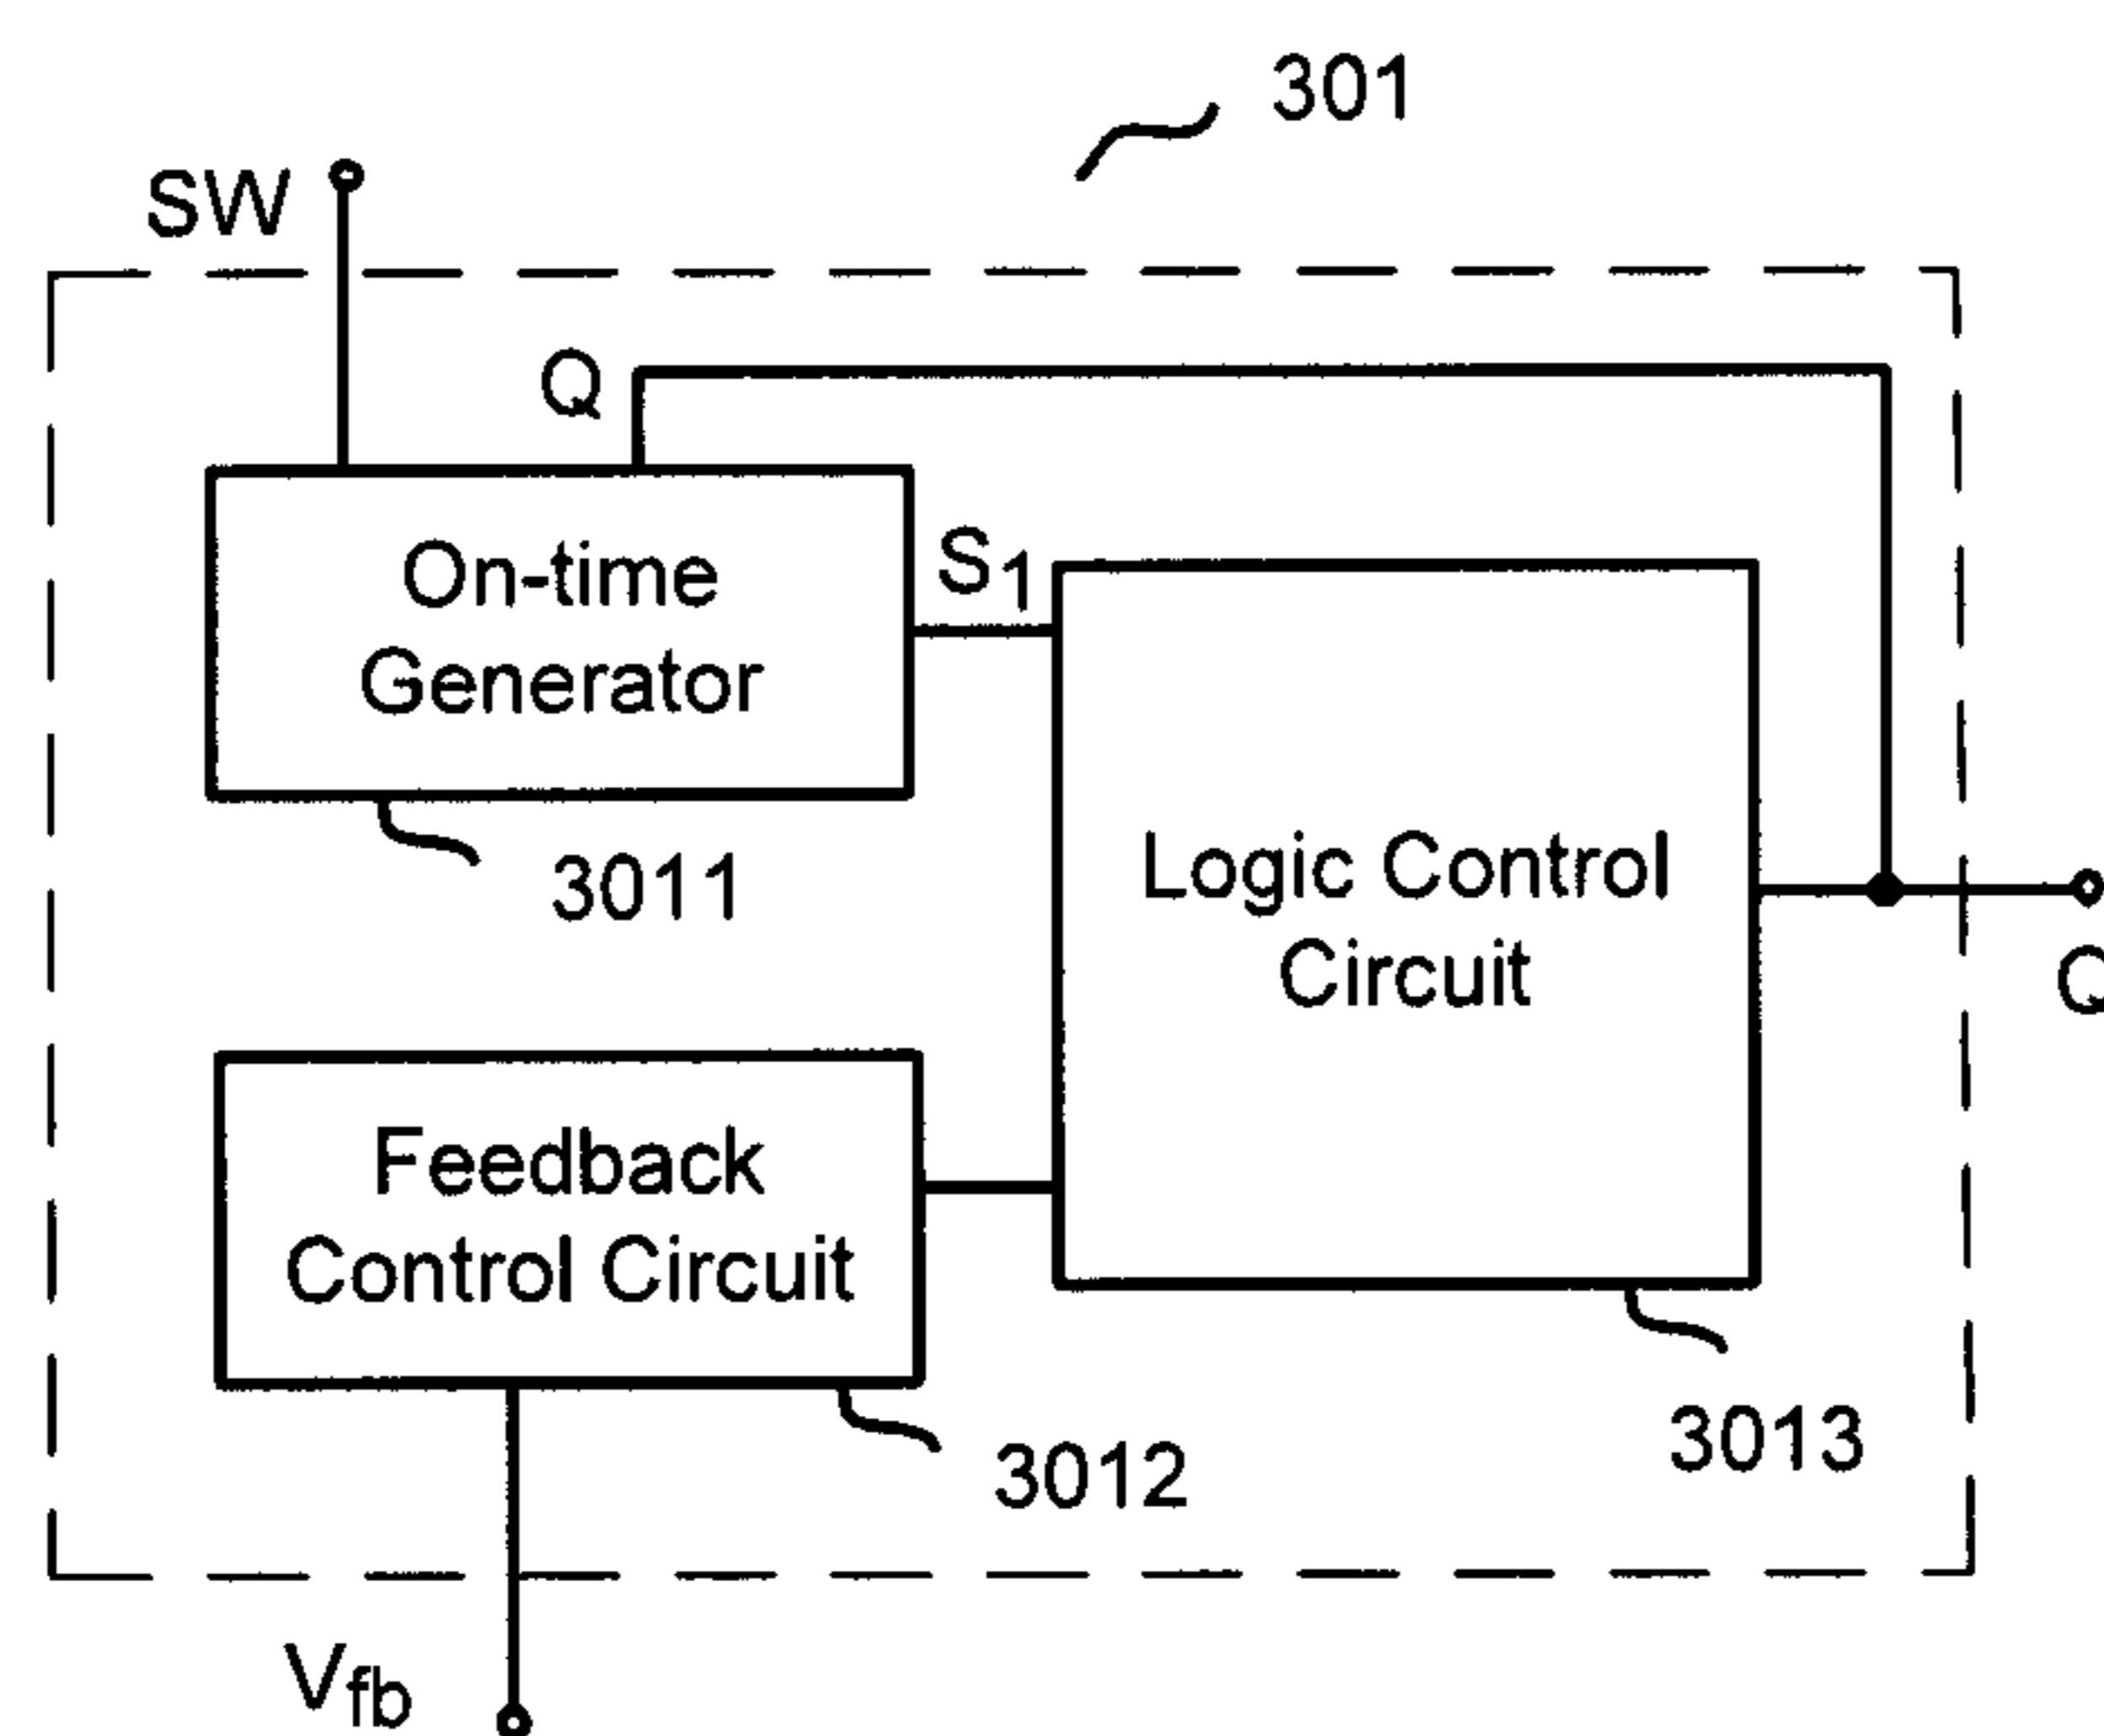 301
SW
Q
On-time
Generator
S1
3011
Logic Control
Circuit
Q
Feedback
Control Circuit
3012
3013
Vfb